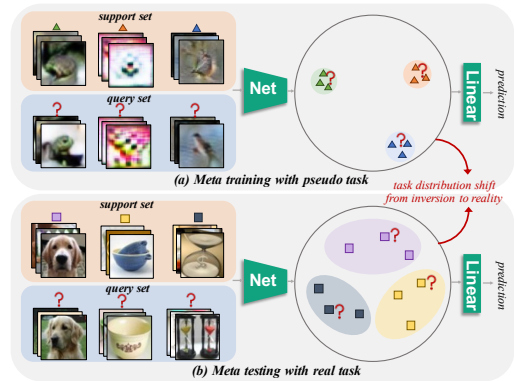 support set
query set
?
?
?
Net
?
?
?
Linear
prediction
(a) Meta training with pseudo task
task distribution shift
from inversion to reality
support set
query set
?
?
?
Net
?
?
?
Linear
prediction
(b) Meta testing with real task